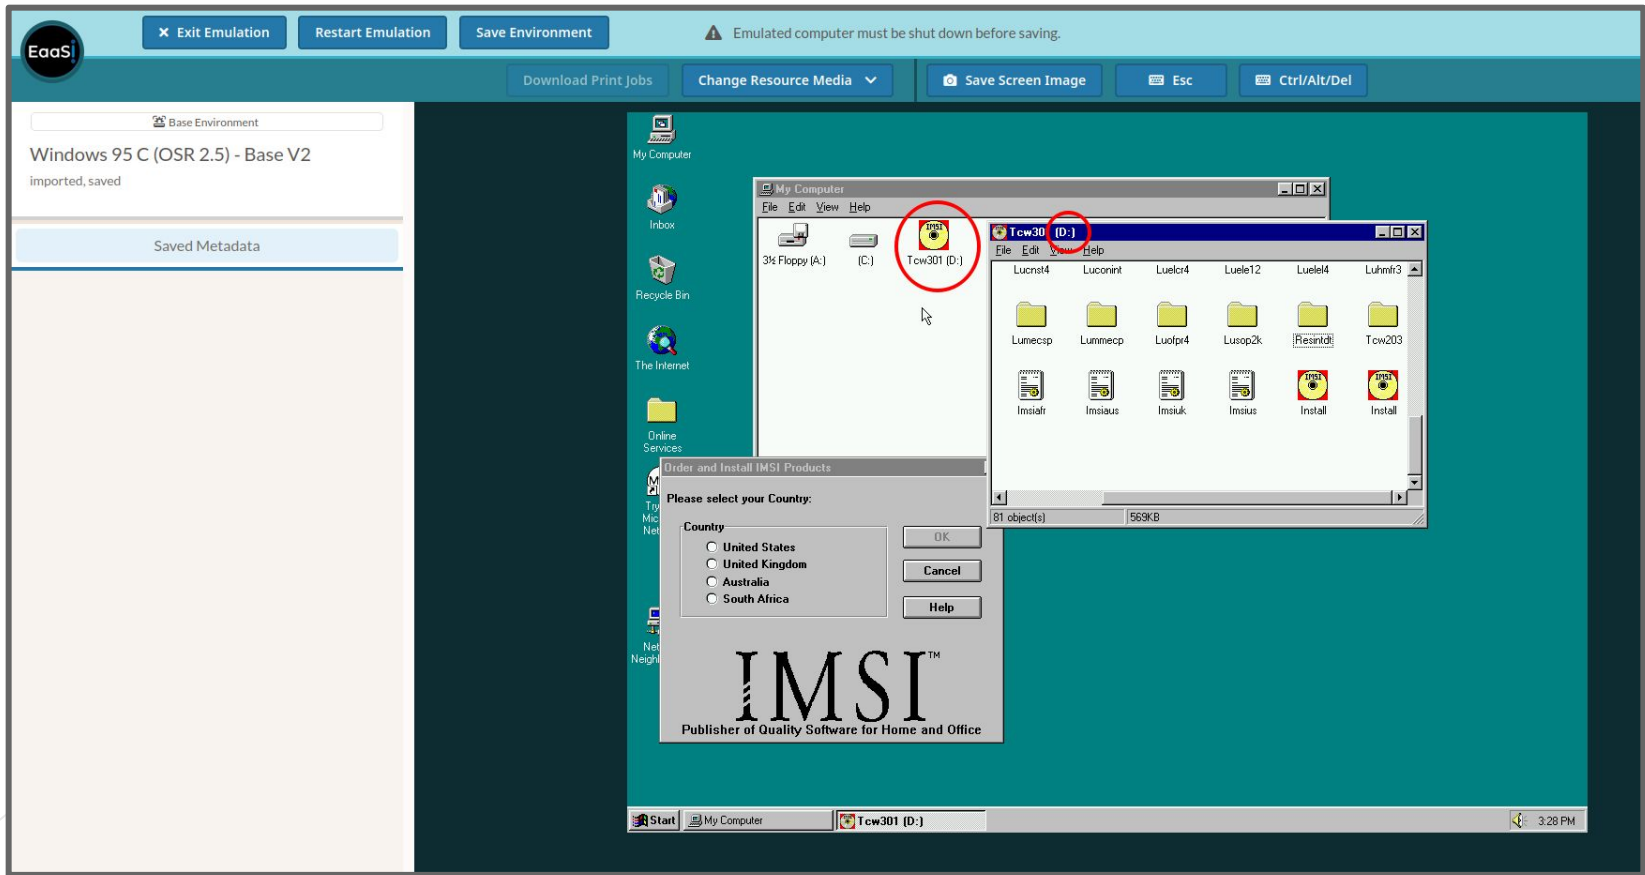 EaaSi
Exit Emulation
Restart Emulation
Save Environment
Emulated computer must be shut down before saving.
Download Print Jobs
Change Resource Media
Save Screen Image
Esc
Ctrl/Alt/Del
Base Environment
Windows 95 C (OSR 2.5) - Base V2
imported, saved
Saved Metadata
My Computer
Inbox
Recycle Bin
The Internet
Online
Services
My Computer
File Edit View Help
3½ Floppy (A:)
(C:)
Tcw301 (D:)
(D:)
File Edit View Help
Lucnst4 Luconint Luelcr4 Luele12 Luelel4 Luhmfr3
Lumecsp Lummecp Luofpr4 Lusop2k Resintdt Tcw203
Imsiafr Imsiaus Imsiuk Imsius Install Install
81 object(s) 569KB
Order and Install IMSI Products
Please select your Country:
Country
United States
United Kingdom
Australia
South Africa
OK
Cancel
Help
IMSI™
Publisher of Quality Software for Home and Office
Start
My Computer
Tcw301 (D:)
3:28 PM